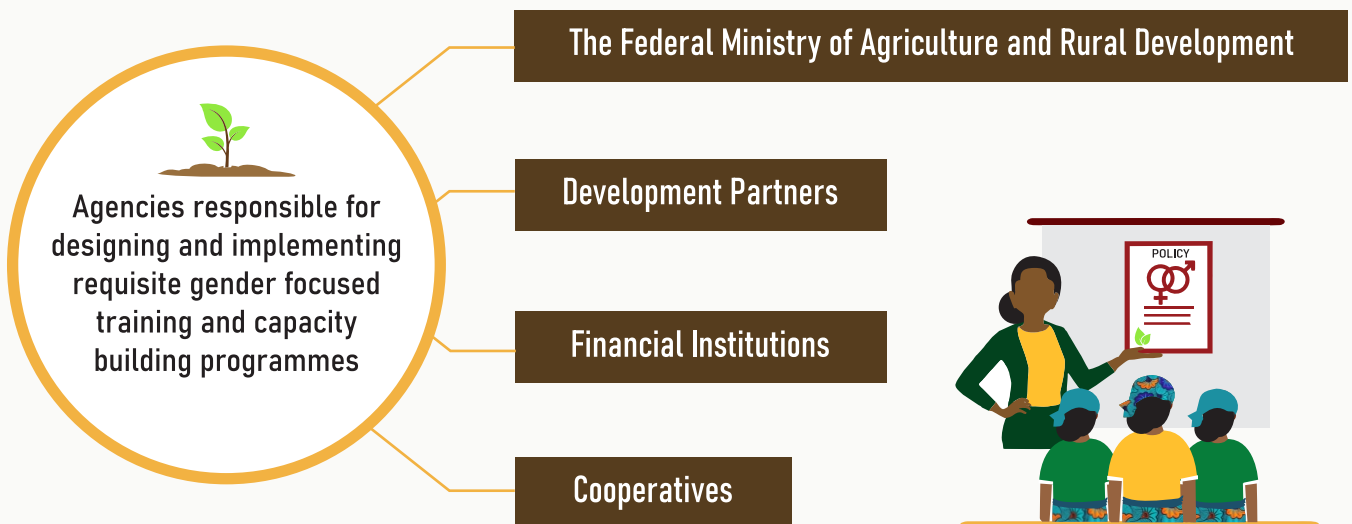 The Federal Ministry of Agriculture and Rural Development
Agencies responsible for
designing and implementing
requisite gender focused
training and capacity
building programmes
Development Partners
Financial Institutions
Cooperatives
POLICY